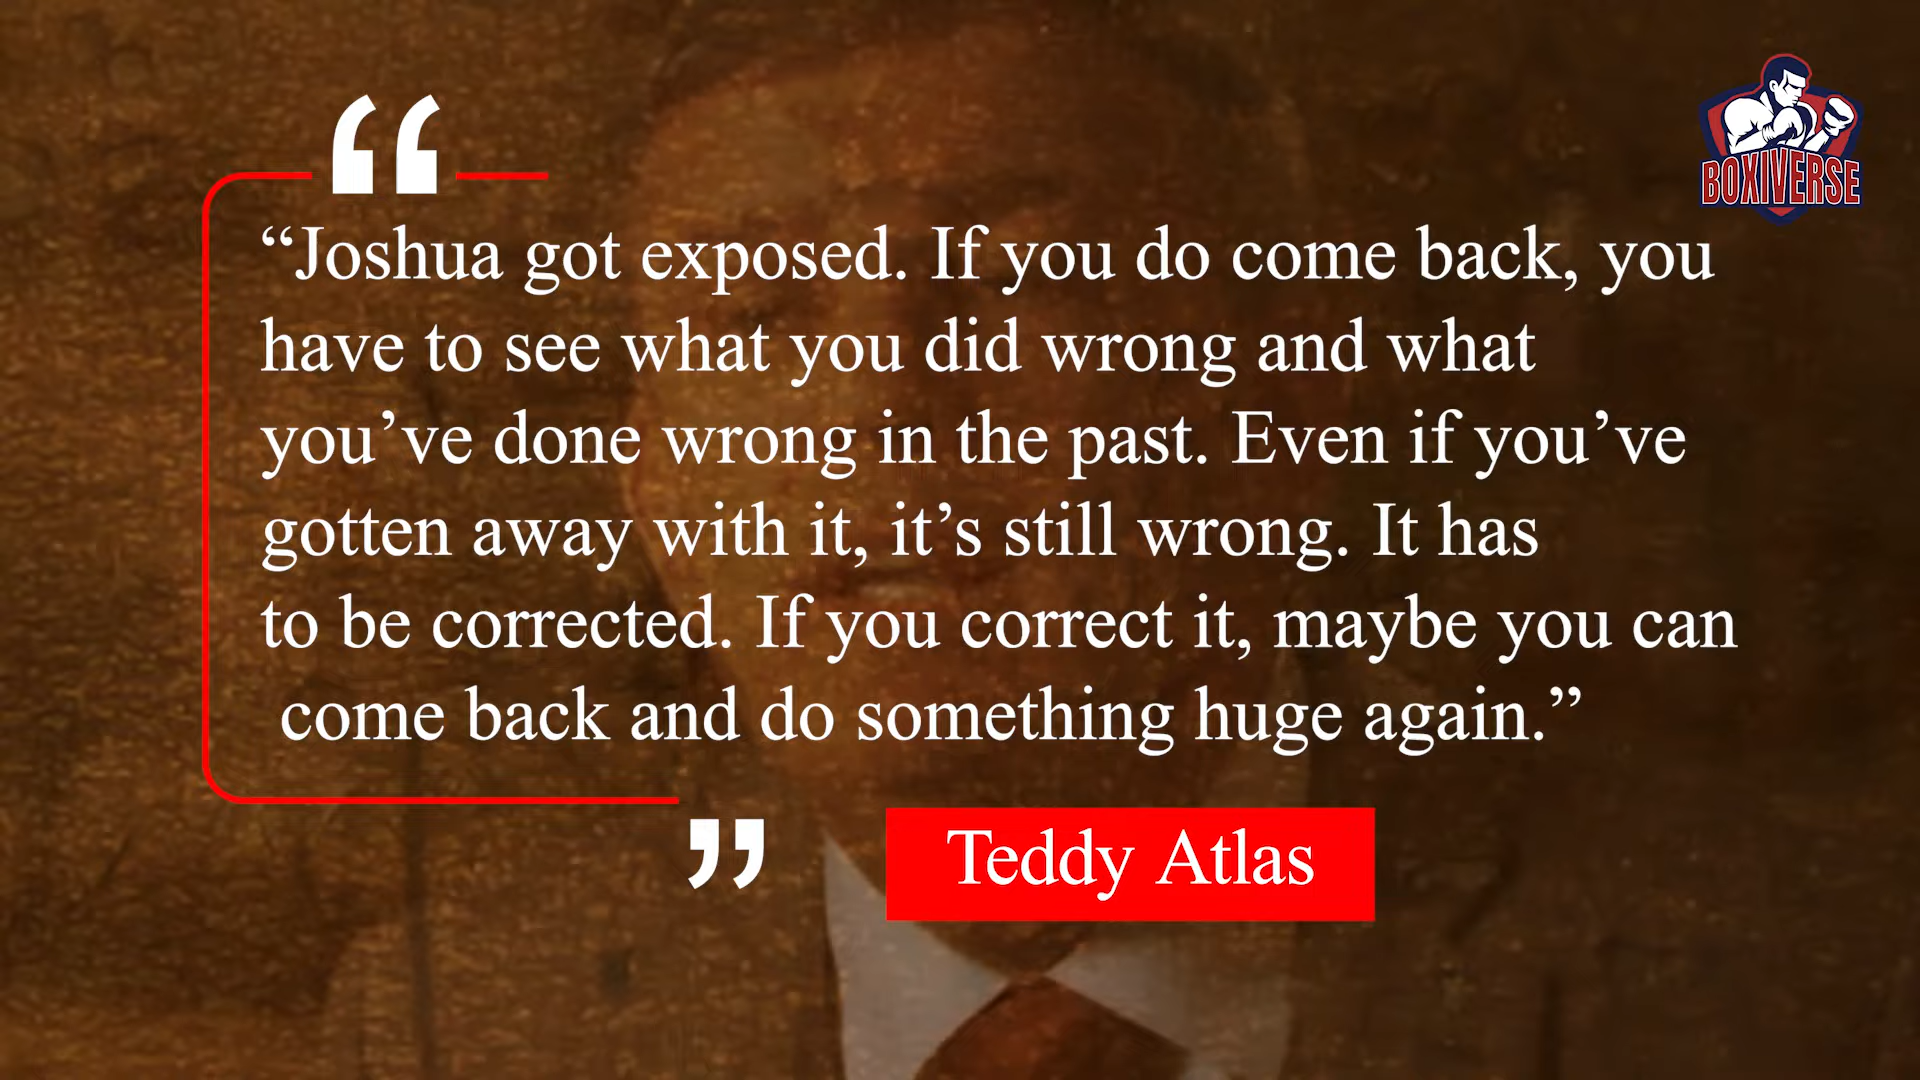 BOXIVERSE
“Joshua got exposed. If you do come back, you
have to see what you did wrong and what
you’ve done wrong in the past. Even if you’ve
gotten away with it, it’s still wrong. It has
to be corrected. If you correct it, maybe you can
come back and do something huge again.”
Teddy Atlas